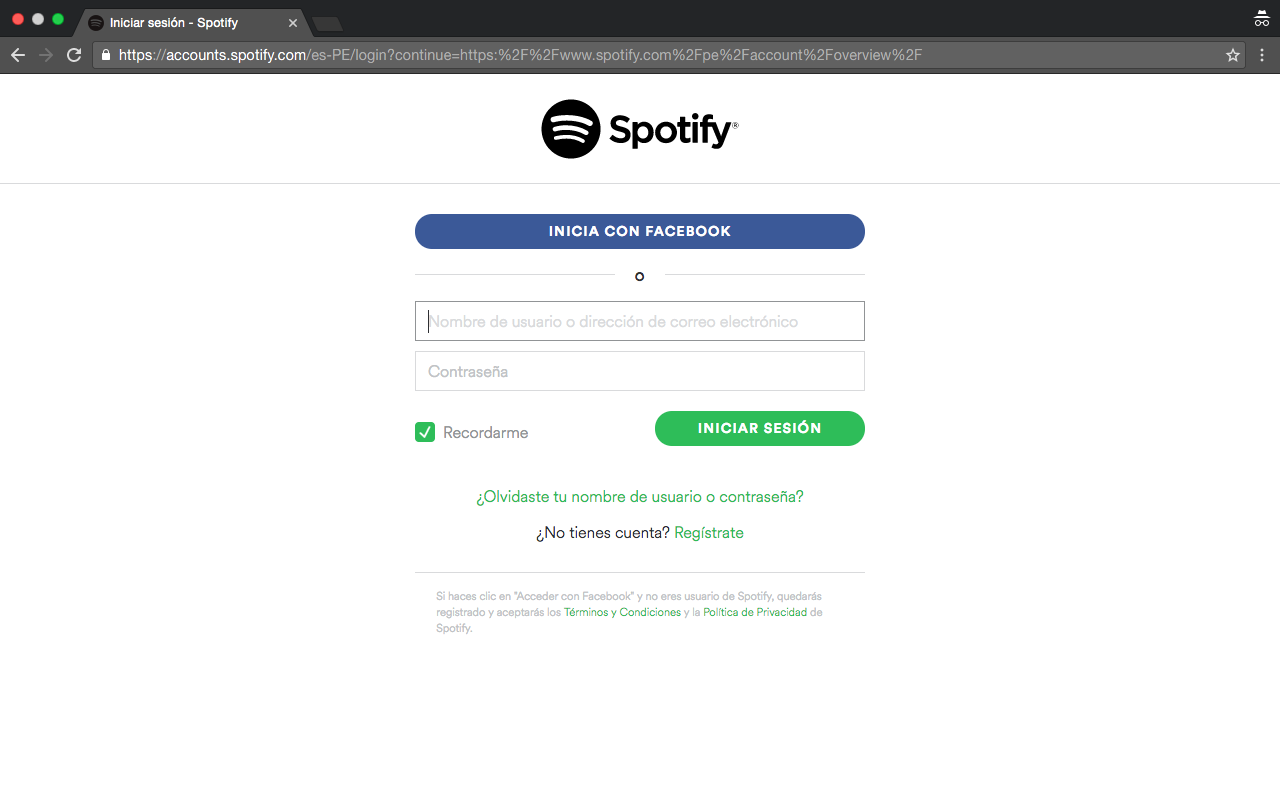 Iniciar sesión - Spotify
https://accounts.spotify.com/es-PE/login?continue=https:%2F%2Fwww.spotify.com%2Fpe%2Faccount%2Foverview%2F
Spotify®
INICIA CON FACEBOOK
o
Nombre de usuario o dirección de correo electrónico
Contraseña
Recordarme
INICIAR SESIÓN
¿Olvidaste tu nombre de usuario o contraseña?
¿No tienes cuenta? Regístrate
Si haces clic en "Acceder con Facebook" y no eres usuario de Spotify, quedarás
registrado y aceptarás los Términos y Condiciones y la Política de Privacidad de
Spotify.